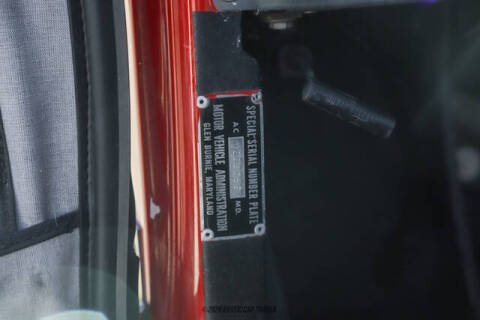 SPECIAL SERIAL NUMBER PLATE
AC MD.
MOTOR VEHICLE ADMINISTRATION
GLEN BURNIE, MARYLAND